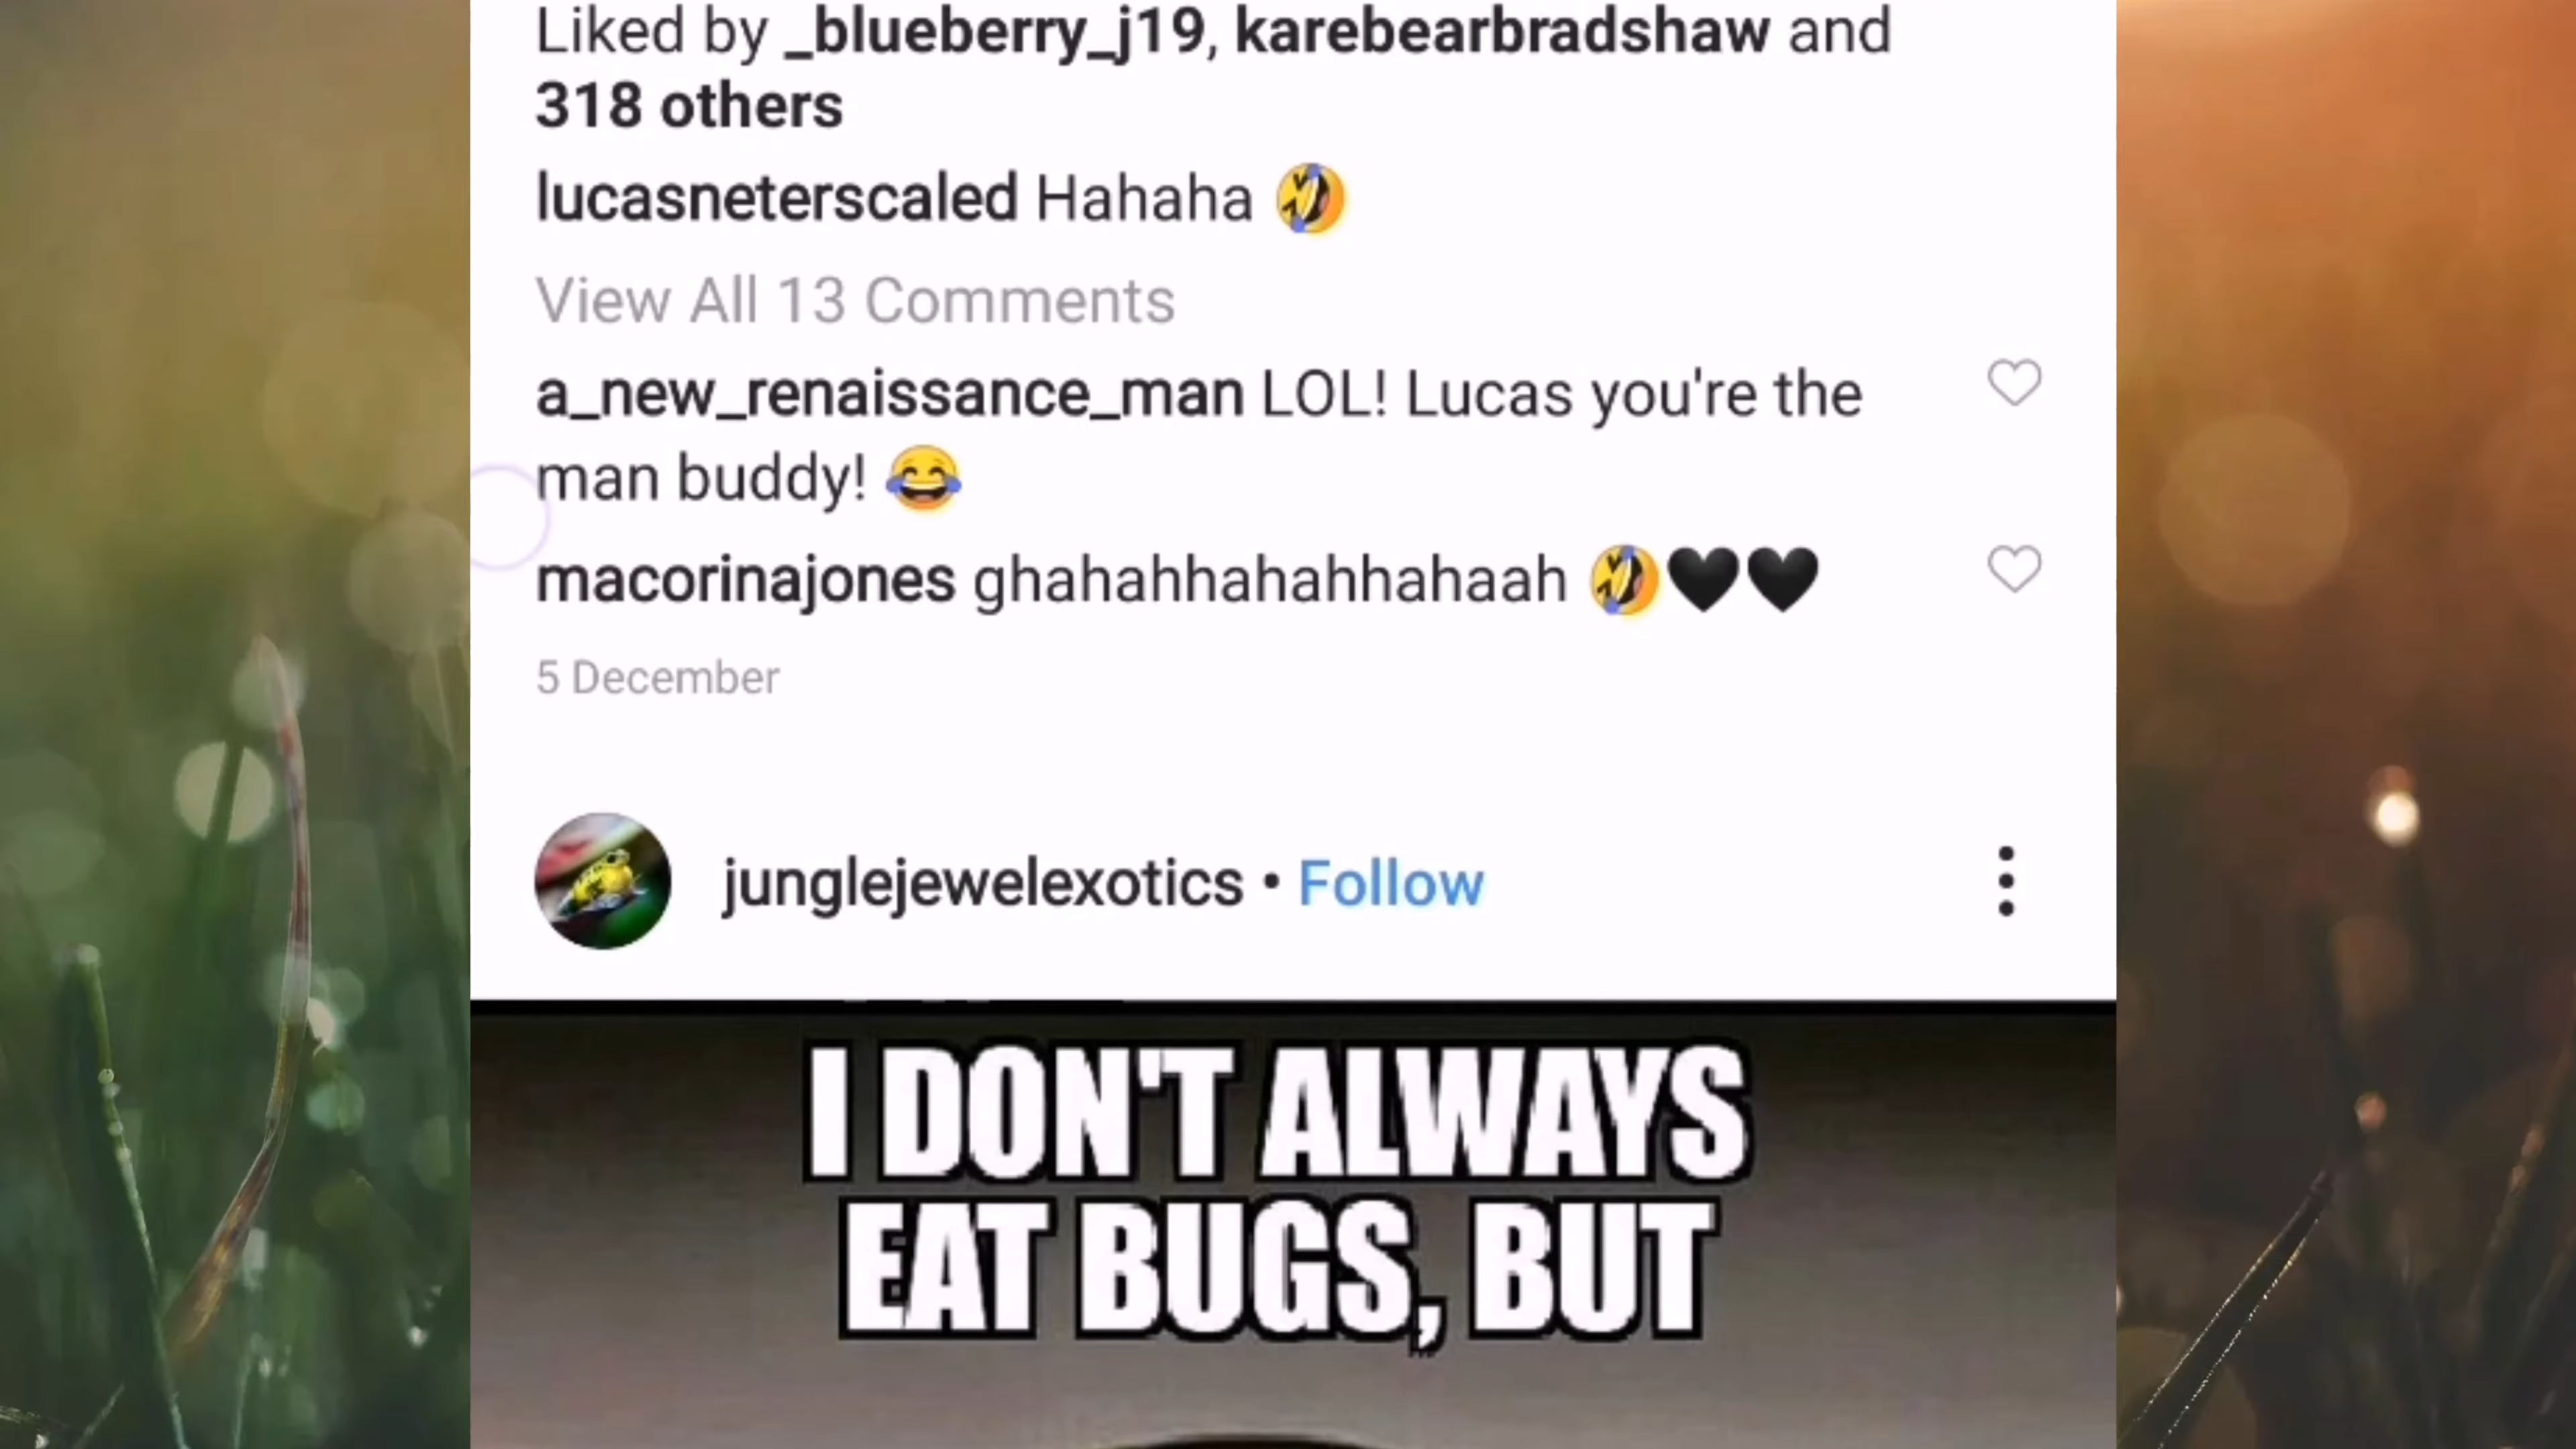 Liked by _blueberry_j19, karebearbradshaw and
318 others
lucasneterscaled Hahaha 🤣
View All 13 Comments
a_new_renaissance_man LOL! Lucas you're the
man buddy! 😂
macorinajones ghahahhahahhahaah 🤣🖤🖤
5 December
junglejewelexotics • Follow
I DON'T ALWAYS
EAT BUGS, BUT